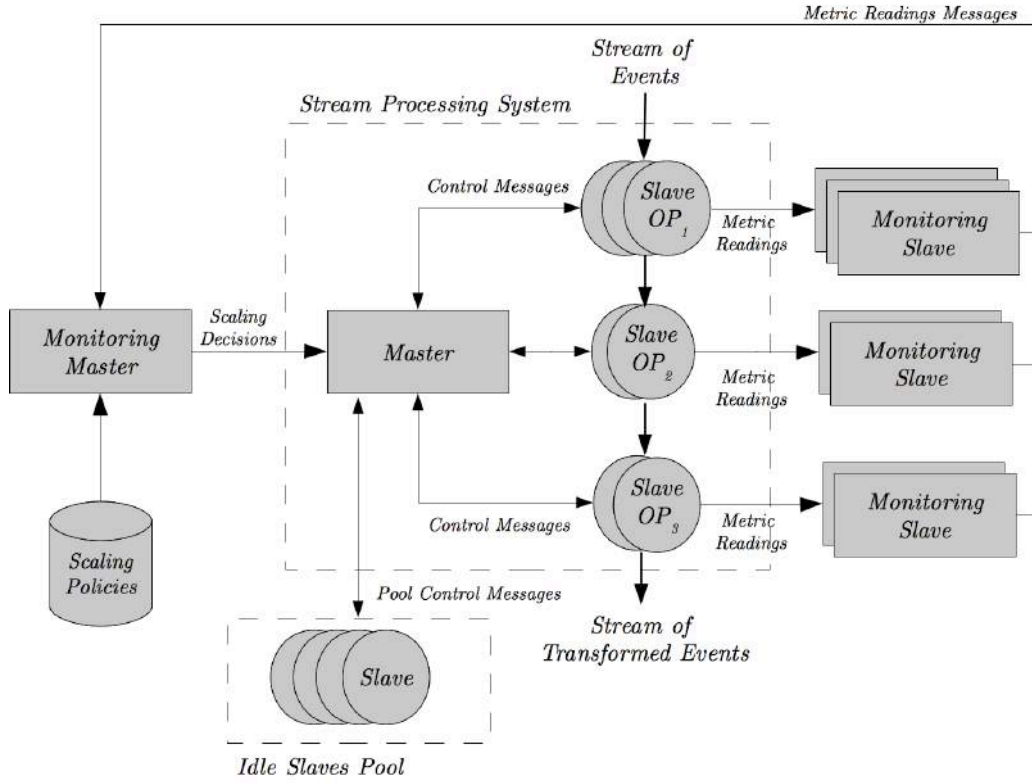 Metric Readings Messages
Stream of
Events
Stream Processing System
Control Messages
Slave
OP1
Metric
Readings
Monitoring
Slave
Monitoring
Master
Scaling
Decisions
Master
Slave
OP2
Metric
Readings
Monitoring
Slave
Control Messages
Slave
OP3
Metric
Readings
Monitoring
Slave
Scaling
Policies
Pool Control Messages
Stream of
Transformed Events
Slave
Idle Slaves Pool